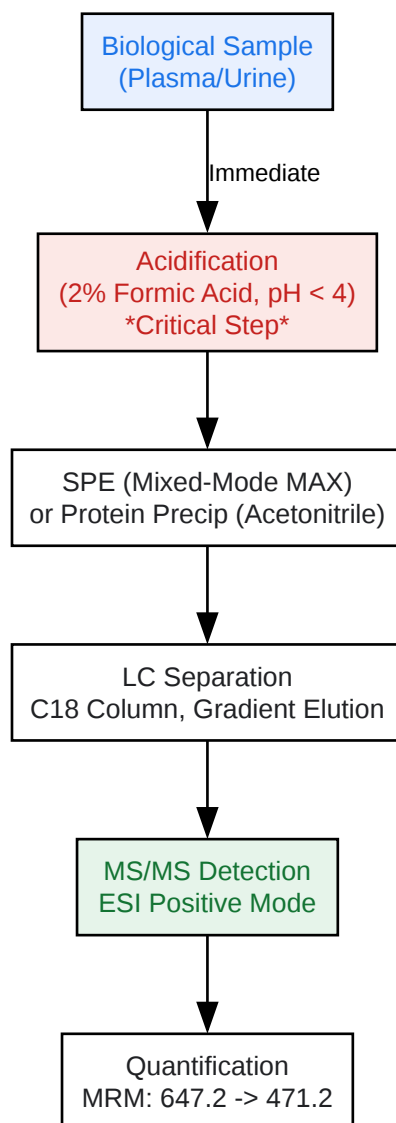 Biological Sample
(Plasma/Urine)
Immediate
Acidification
(2% Formic Acid, pH < 4)
*Critical Step*
SPE (Mixed-Mode MAX)
or Protein Precip (Acetonitrile)
LC Separation
C18 Column, Gradient Elution
MS/MS Detection
ESI Positive Mode
Quantification
MRM: 647.2 -> 471.2